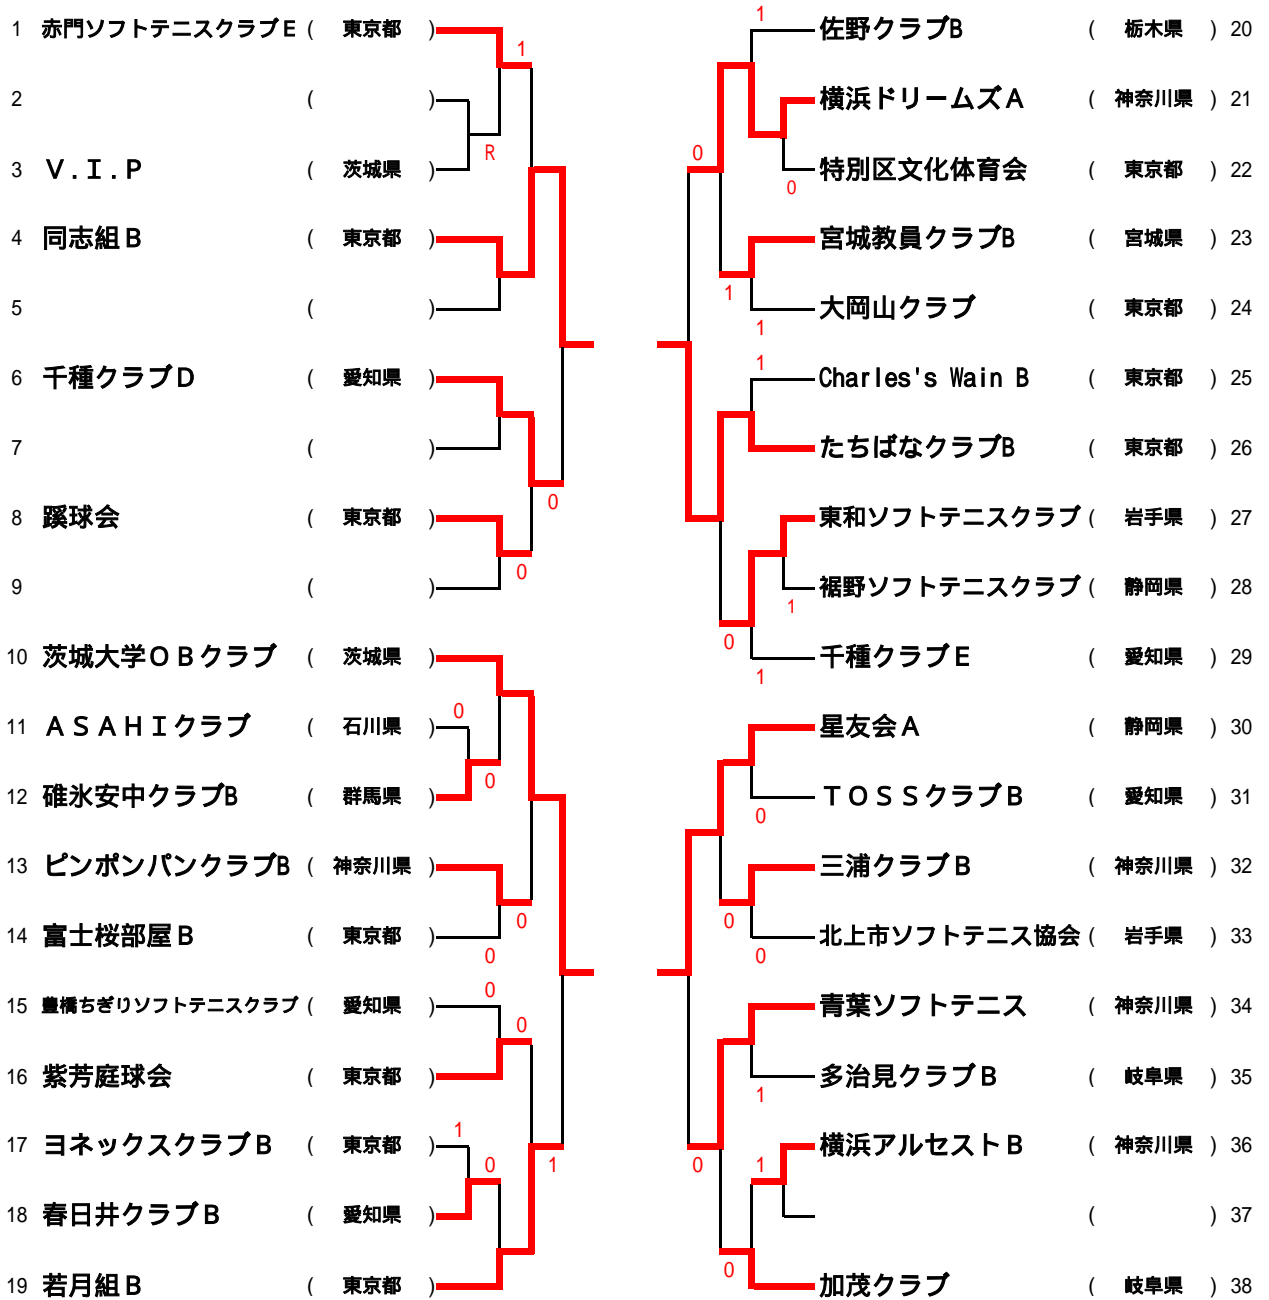 1 赤門ソフトテニスクラブE ( 東京都 )
2 ( )
3 V.I.P ( 茨城県 )
4 同志組B ( 東京都 )
5 ( )
6 千種クラブD ( 愛知県 )
7 ( )
8 蹊球会 ( 東京都 )
9 ( )
10 茨城大学OBクラブ ( 茨城県 )
11 ASAHIクラブ ( 石川県 )
12 碓氷安中クラブB ( 群馬県 )
13 ピンポンパンクラブB ( 神奈川県 )
14 富士桜部屋B ( 東京都 )
15 豊橋ちぎりソフトテニスクラブ ( 愛知県 )
16 紫芳庭球会 ( 東京都 )
17 ヨネックスクラブB ( 東京都 )
18 春日井クラブB ( 愛知県 )
19 若月組B ( 東京都 )
1
R
0
0
0
0
0
0
0
0
1
0
1
佐野クラブB ( 栃木県 ) 20
横浜ドリームズA ( 神奈川県 ) 21
特別区文化体育会 ( 東京都 ) 22
宮城教員クラブB ( 宮城県 ) 23
大岡山クラブ ( 東京都 ) 24
Charles's Wain B ( 東京都 ) 25
たちばなクラブB ( 東京都 ) 26
東和ソフトテニスクラブ ( 岩手県 ) 27
裾野ソフトテニスクラブ ( 静岡県 ) 28
千種クラブE ( 愛知県 ) 29
星友会A ( 静岡県 ) 30
TOSSクラブB ( 愛知県 ) 31
三浦クラブB ( 神奈川県 ) 32
北上市ソフトテニス協会 ( 岩手県 ) 33
青葉ソフトテニス ( 神奈川県 ) 34
多治見クラブB ( 岐阜県 ) 35
横浜アルセストB ( 神奈川県 ) 36
( ) 37
加茂クラブ ( 岐阜県 ) 38
1
0
0
1
1
1
1
0
1
0
0
0
1
0
1
0